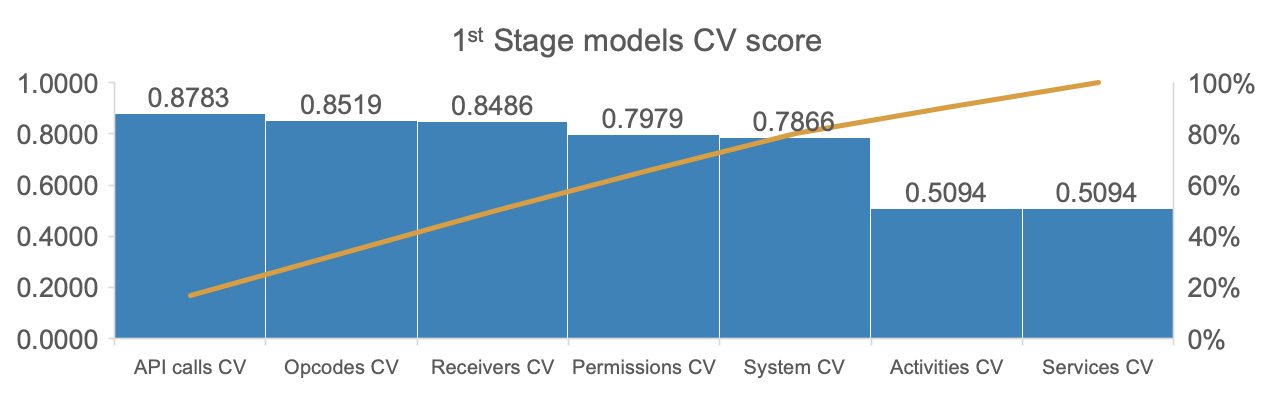 1st Stage models CV score
1.0000 100%
0.8783 0.8519 0.8486 0.7979 0.7866 0.5094 0.5094
0.8000 80%
0.6000 60%
0.4000 40%
0.2000 20%
0.0000 0%
API calls CV Opcodes CV Receivers CV Permissions CV System CV Activities CV Services CV